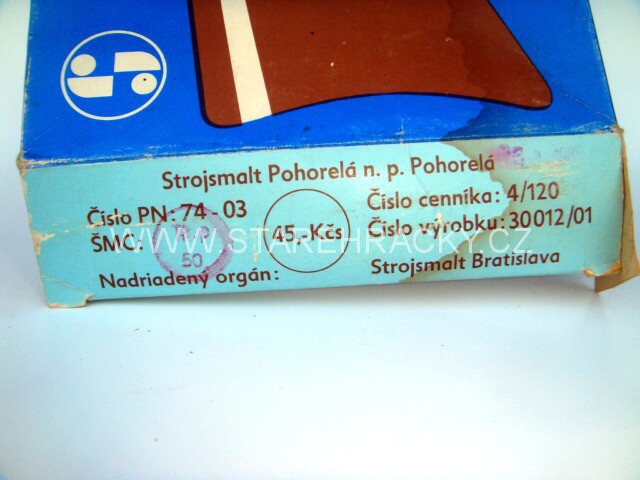 Strojsmalt Pohorelá n. p. Pohorelá
Číslo PN: 74 03
ŠMC:
50
45,-Kčs
Číslo cenníka: 4/120
Číslo výrobku: 30012/01
Nadriadený orgán: Strojsmalt Bratislava
WWW.STAREHRACKY.CZ